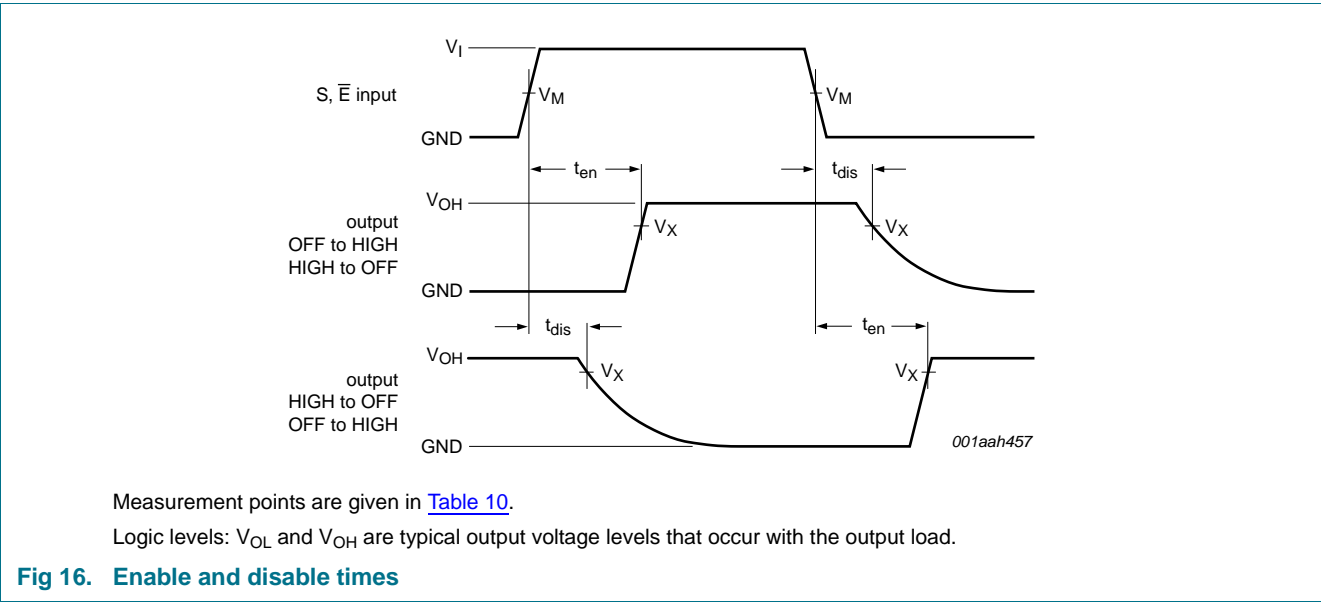 V_I
S, E̅ input
V_M
V_M
GND
t_en
t_dis
V_OH
output
OFF to HIGH
HIGH to OFF
V_X
V_X
GND
t_dis
t_en
V_OH
output
HIGH to OFF
OFF to HIGH
V_X
V_X
GND
001aah457
Measurement points are given in Table 10.
Logic levels: V_OL and V_OH are typical output voltage levels that occur with the output load.
Fig 16. Enable and disable times